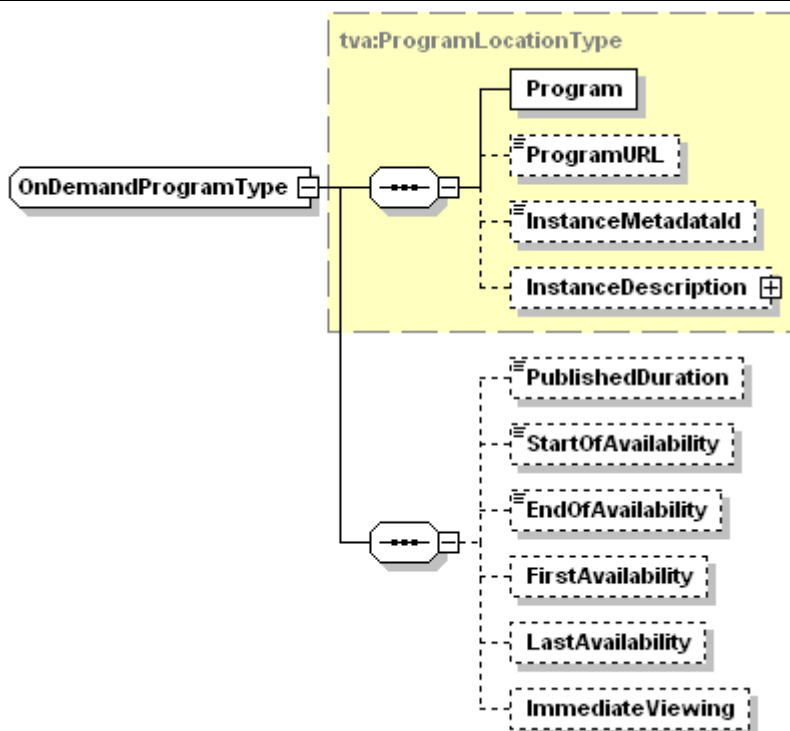 tva:ProgramLocationType
Program
ProgramURL
OnDemandProgramType
InstanceMetadataId
InstanceDescription
PublishedDuration
StartOfAvailability
EndOfAvailability
FirstAvailability
LastAvailability
ImmediateViewing